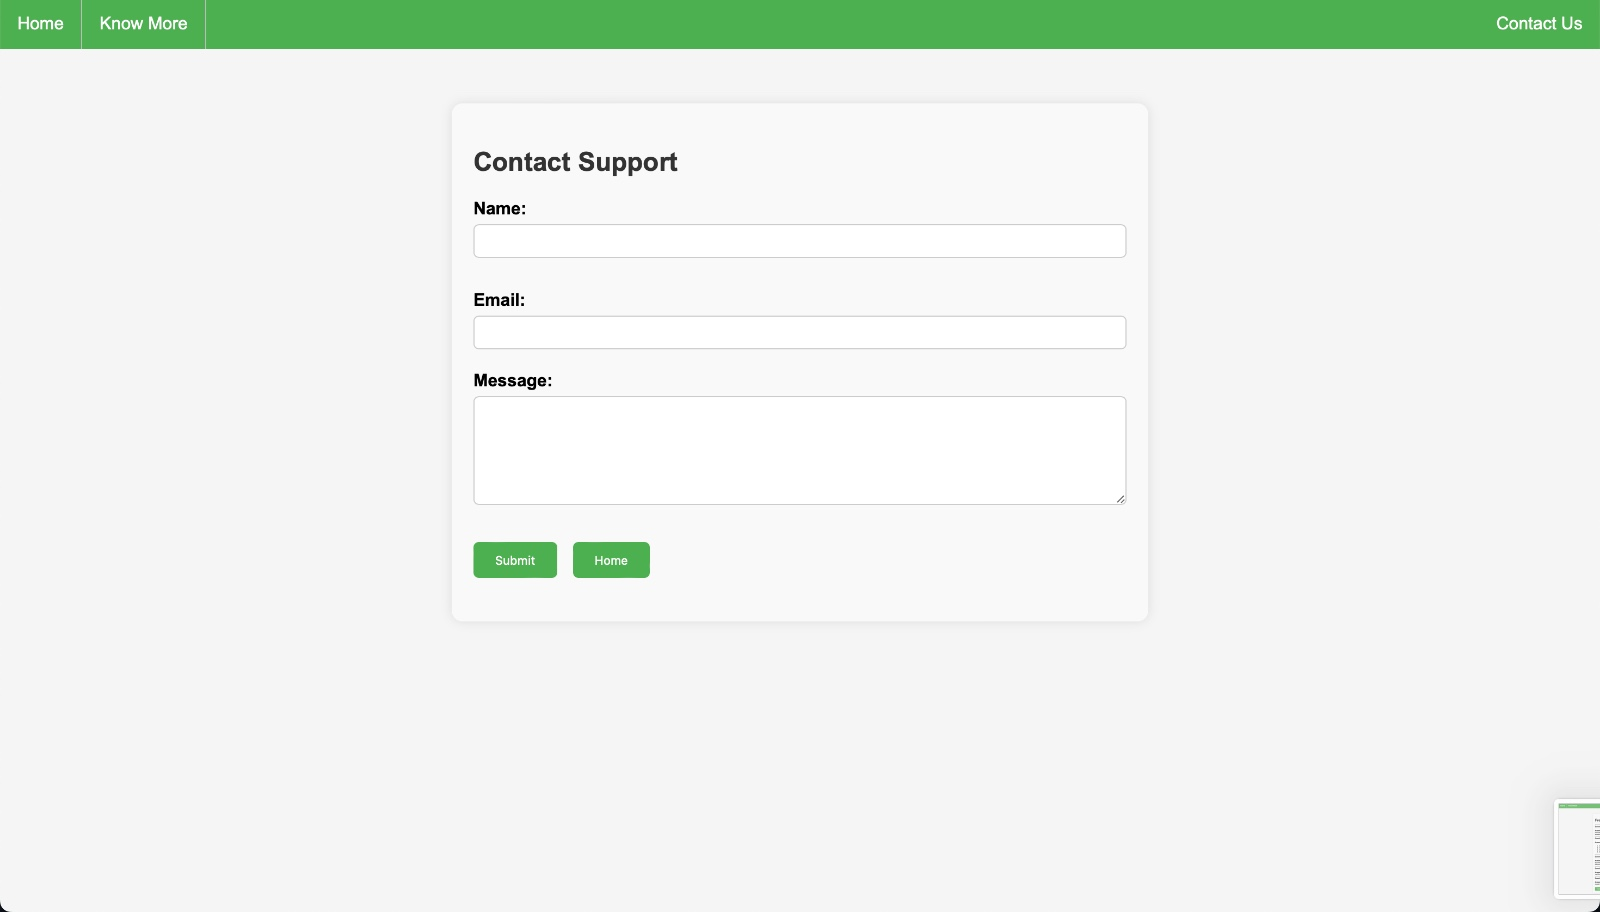 Home Know More Contact Us
Contact Support
Name:
Email:
Message:
Submit Home